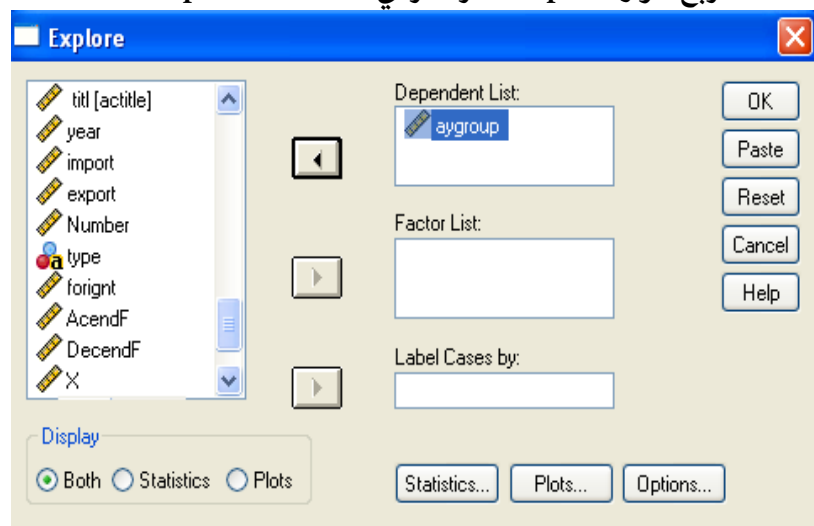 Explore
titl [actitle]
year
import
export
Number
type
forignt
AcendF
DecendF
X
Display
Both
Statistics
Plots
Dependent List:
aygroup
Factor List:
Label Cases by:
Statistics...
Plots...
Options...
OK
Paste
Reset
Cancel
Help